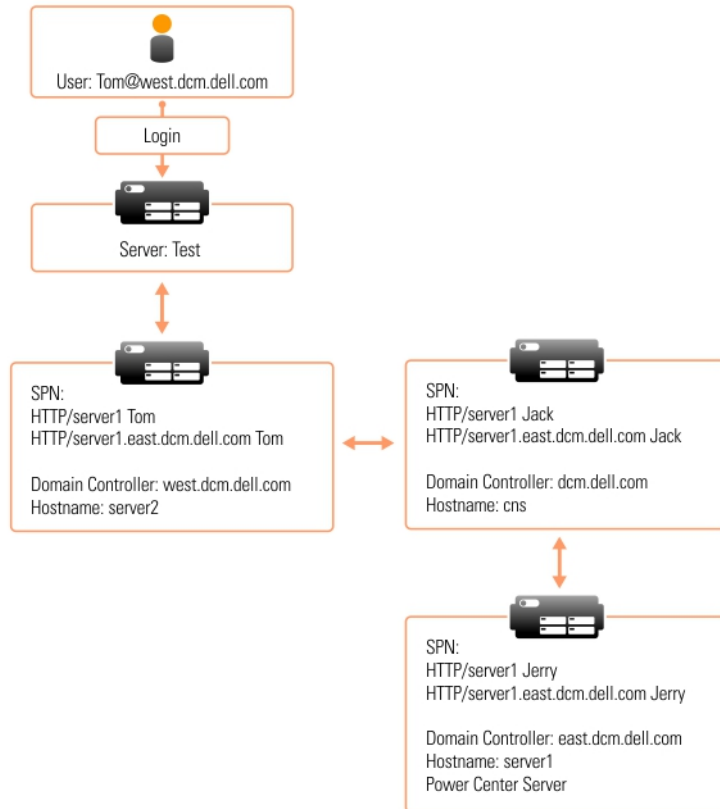 User: Tom@west.dcm.dell.com
Login
Server: Test
SPN:
HTTP/server1 Tom
HTTP/server1.east.dcm.dell.com Tom
Domain Controller: west.dcm.dell.com
Hostname: server2
SPN:
HTTP/server1 Jack
HTTP/server1.east.dcm.dell.com Jack
Domain Controller: dcm.dell.com
Hostname: cns
SPN:
HTTP/server1 Jerry
HTTP/server1.east.dcm.dell.com Jerry
Domain Controller: east.dcm.dell.com
Hostname: server1
Power Center Server